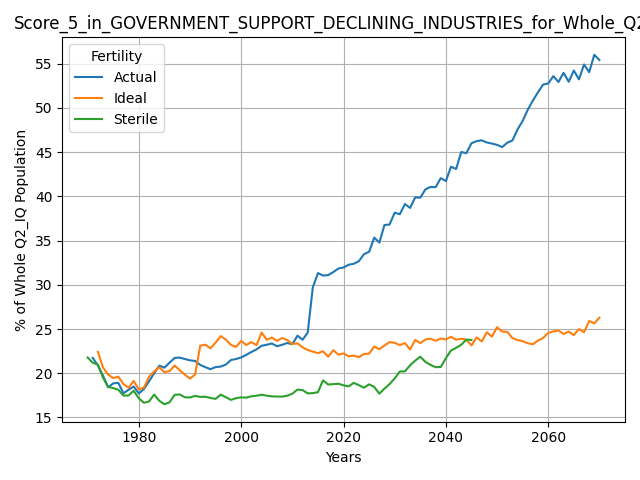 Score_5_in_GOVERNMENT_SUPPORT_DECLINING_INDUSTRIES_for_Whole_Q2
Fertility
Actual
Ideal
Sterile
55
50
45
40
35
30
25
20
15
% of Whole Q2_IQ Population
1980 2000 2020 2040 2060
Years